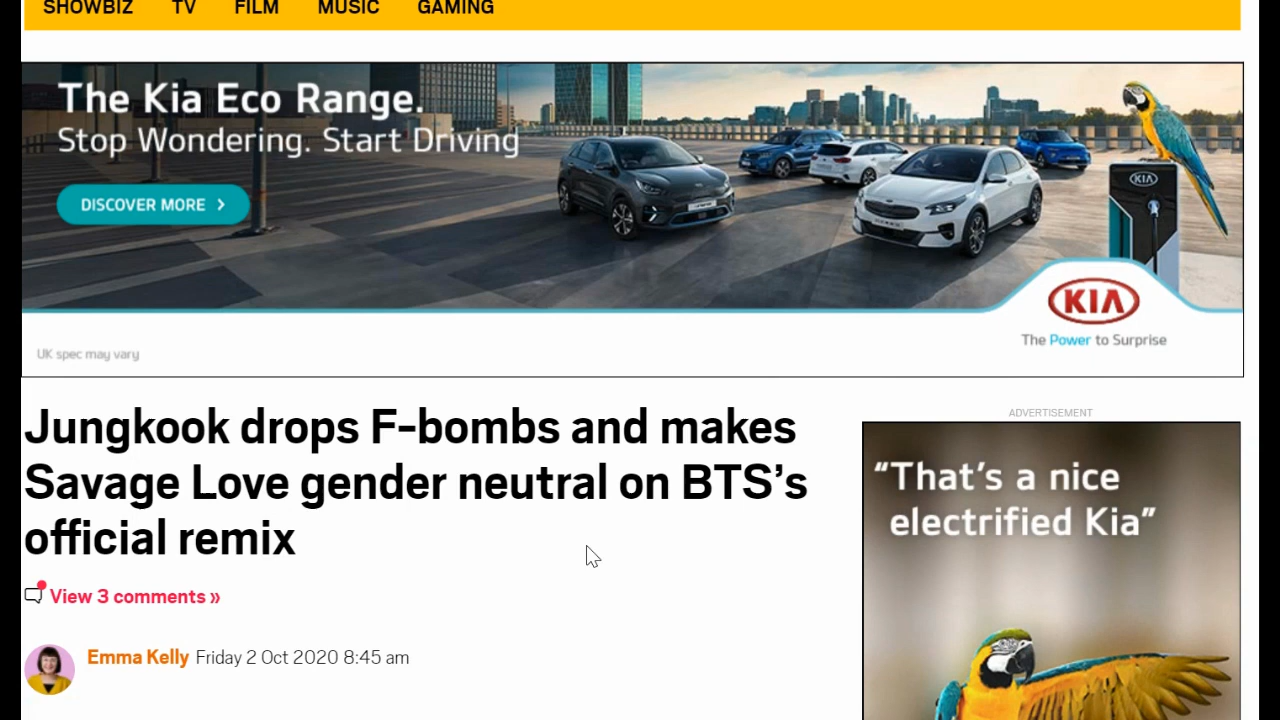 SHOWBIZ TV FILM MUSIC GAMING
The Kia Eco Range.
Stop Wondering. Start Driving
DISCOVER MORE >
KIA
KIA
The Power to Surprise
UK spec may vary
Jungkook drops F-bombs and makes
Savage Love gender neutral on BTS’s
official remix
View 3 comments »
Emma Kelly Friday 2 Oct 2020 8:45 am
ADVERTISEMENT
“That’s a nice
electrified Kia”